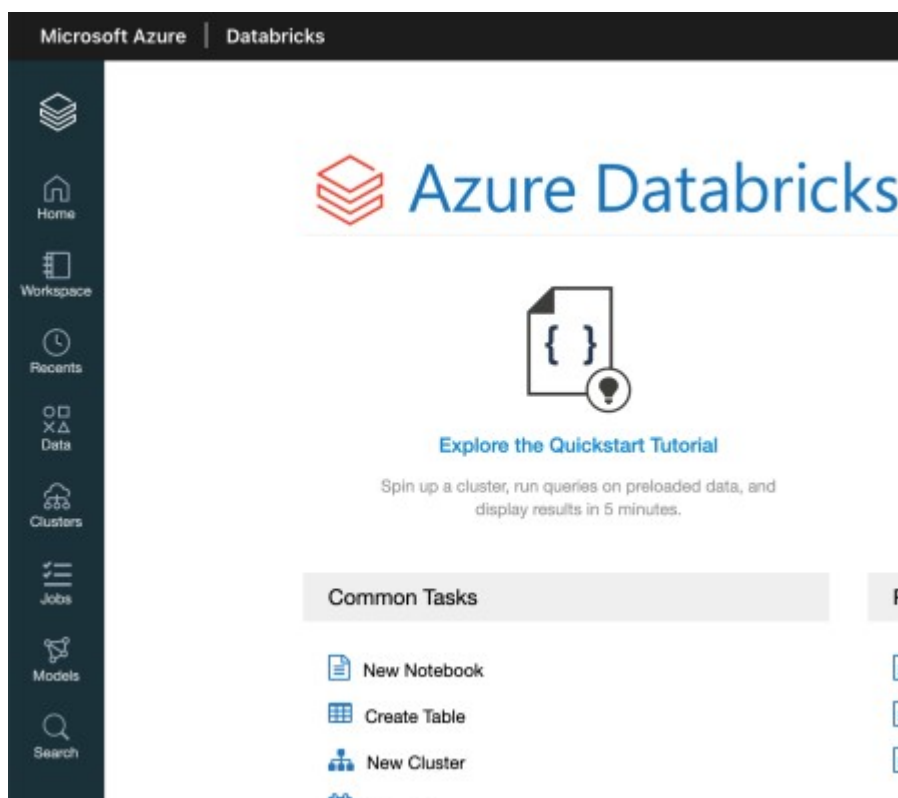 Microsoft Azure | Databricks
Azure Databricks
Home
Workspace
Recents
Data
Clusters
Jobs
Models
Search
{ }
Explore the Quickstart Tutorial
Spin up a cluster, run queries on preloaded data, and
display results in 5 minutes.
Common Tasks
New Notebook
Create Table
New Cluster